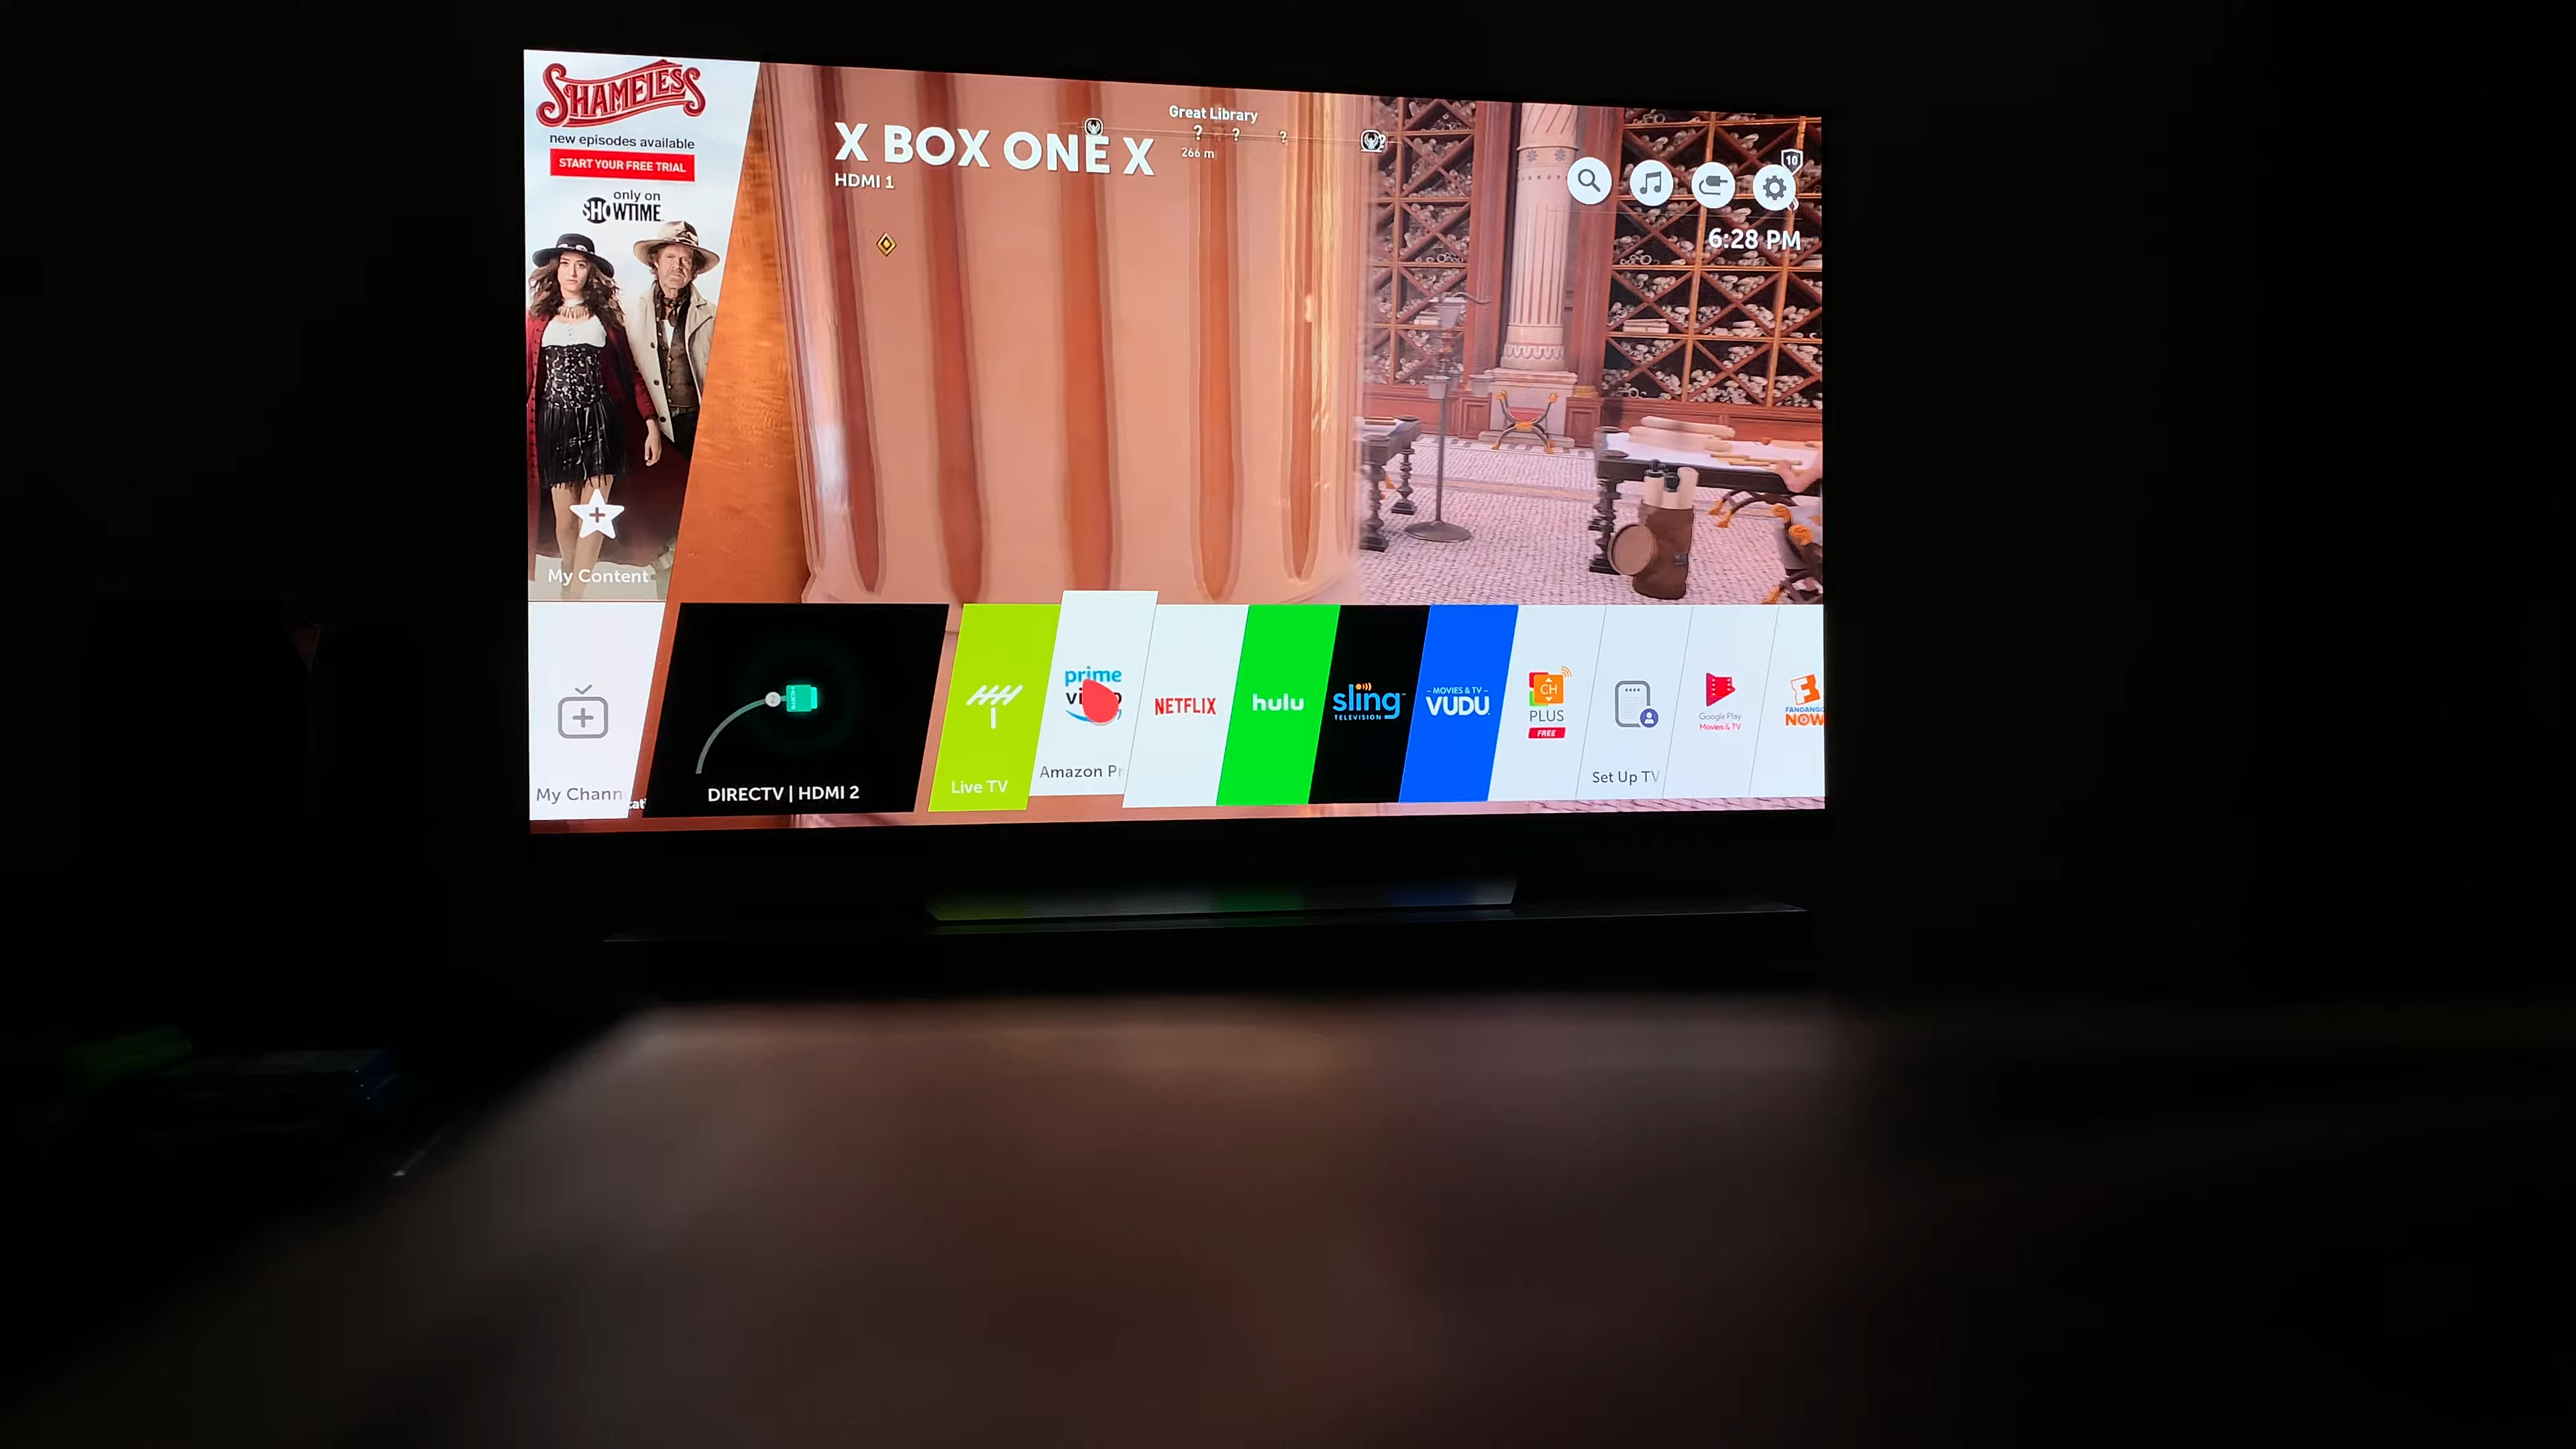 SHAMELESS
new episodes available
START YOUR FREE TRIAL
only on
SHOWTIME
My Content
X BOX ONE X
HDMI 1
Great Library
? ? ?
266 m
10
6:28 PM
My Chann
DIRECTV | HDMI 2
Live TV
prime
Amazon Pr
NETFLIX
hulu
sling
TELEVISION
- MOVIES & TV -
VUDU
CH
PLUS
FREE
Set Up TV
Google Play
Movies & TV
FANDANGO
NOW